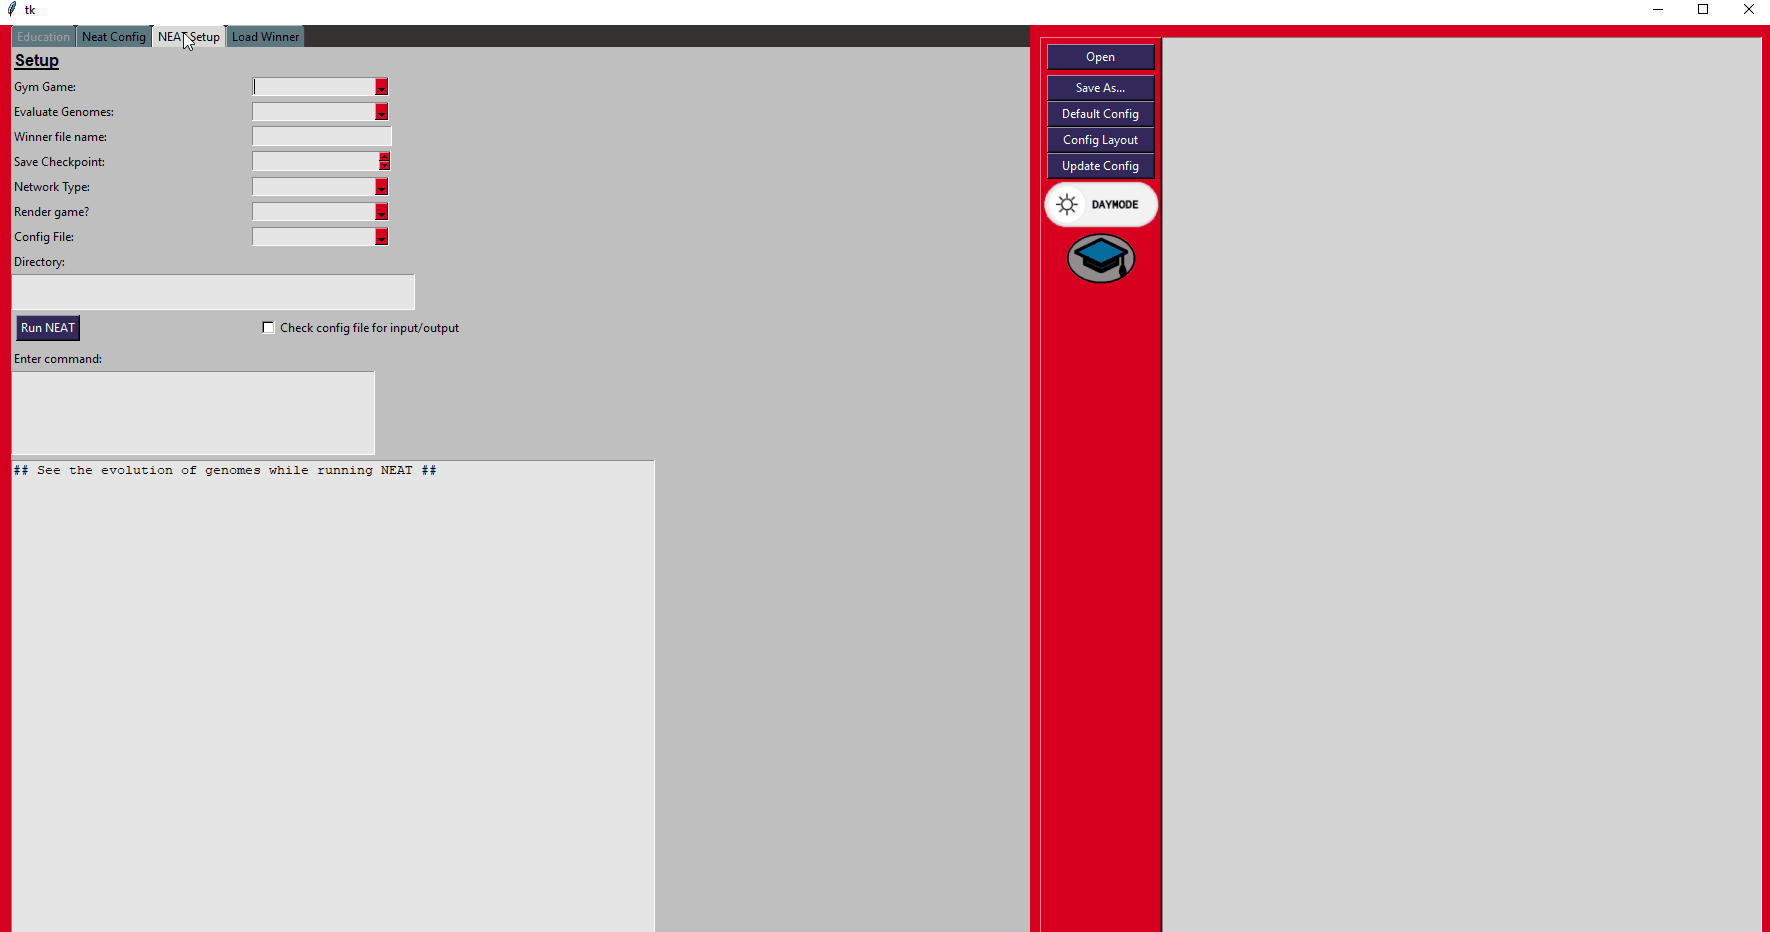 tk
Education Neat Config NEAT Setup Load Winner
Setup
Gym Game:
Evaluate Genomes:
Winner file name:
Save Checkpoint:
Network Type:
Render game?
Config File:
Directory:
Run NEAT Check config file for input/output
Enter command:
## See the evolution of genomes while running NEAT ##
Open
Save As...
Default Config
Config Layout
Update Config
DAYMODE